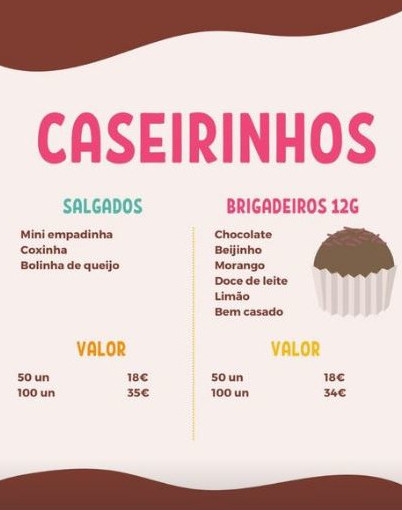 CASEIRINHOS
SALGADOS
Mini empadinha
Coxinha
Bolinha de queijo
VALOR
50 un 18€
100 un 35€
BRIGADEIROS 12G
Chocolate
Beijinho
Morango
Doce de leite
Limão
Bem casado
VALOR
50 un 18€
100 un 34€